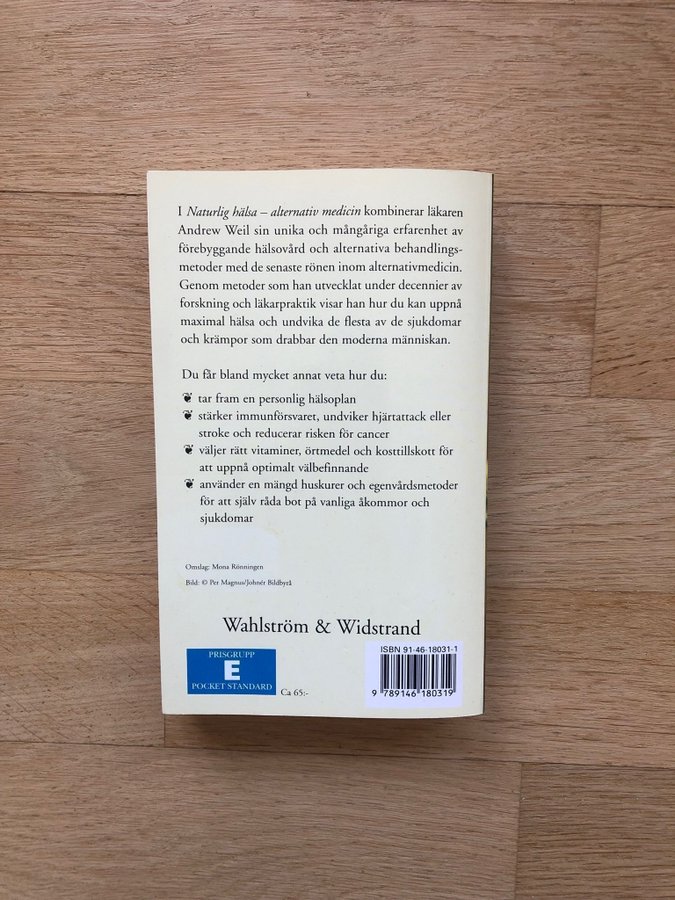 I Naturlig hälsa – alternativ medicin kombinerar läkaren
Andrew Weil sin unika och mångåriga erfarenhet av
förebyggande hälsovård och alternativa behandlings-
metoder med de senaste rönen inom alternativmedicin.
Genom metoder som han utvecklat under decennier av
forskning och läkarpraktik visar han hur du kan uppnå
maximal hälsa och undvika de flesta av de sjukdomar
och krämpor som drabbar den moderna människan.
Du får bland mycket annat veta hur du:
tar fram en personlig hälsoplan
stärker immunförsvaret, undviker hjärtattack eller
stroke och reducerar risken för cancer
väljer rätt vitaminer, örtmedel och kosttillskott för
att uppnå optimalt välbefinnande
använder en mängd huskurer och egenvårdsmetoder
för att själv råda bot på vanliga åkommor och
sjukdomar
Omslag: Mona Rönningen
Bild: © Per Magnus/Johnér Bildbyrå
Wahlström & Widstrand
PRISGRUPP
E
POCKET STANDARD
Ca 65:-
ISBN 91-46-18031-1
9 789146 180319